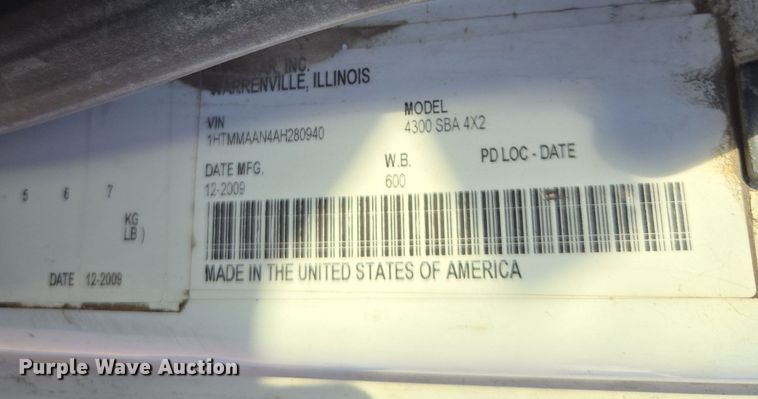 INC.
WARRENVILLE, ILLINOIS
VIN MODEL
1HTMMAAN4AH280940 4300 SBA 4X2
DATE MFG. W.B. PD LOC - DATE
12-2009 600
5 6 7
KG
LB )
DATE 12-2009
MADE IN THE UNITED STATES OF AMERICA
Purple Wave Auction